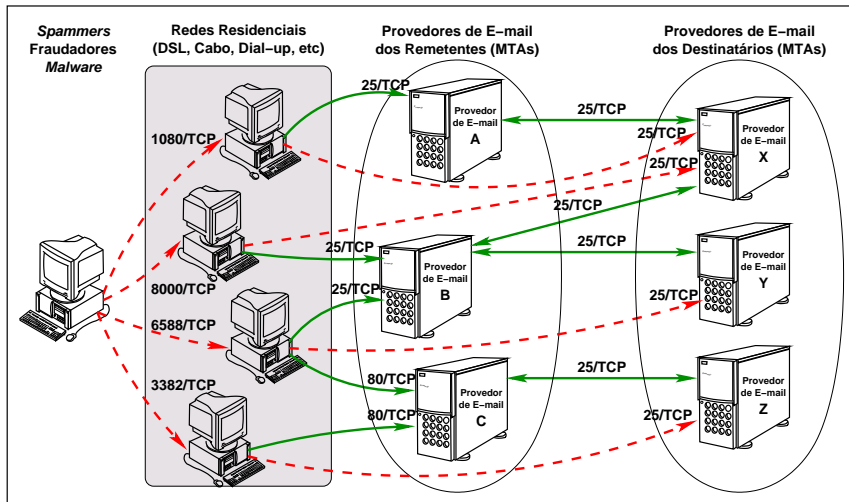 Spammers
Fraudadores
Malware
Redes Residenciais
(DSL, Cabo, Dial-up, etc)
Provedores de E-mail
dos Remetentes (MTAs)
Provedores de E-mail
dos Destinatários (MTAs)
25/TCP
1080/TCP
Provedor
de E-mail
A
25/TCP
25/TCP
25/TCP
Provedor
de E-mail
X
25/TCP
8000/TCP
25/TCP
25/TCP
Provedor
de E-mail
B
25/TCP
25/TCP
Provedor
de E-mail
Y
6588/TCP
3382/TCP
80/TCP
80/TCP
Provedor
de E-mail
C
25/TCP
25/TCP
Provedor
de E-mail
Z